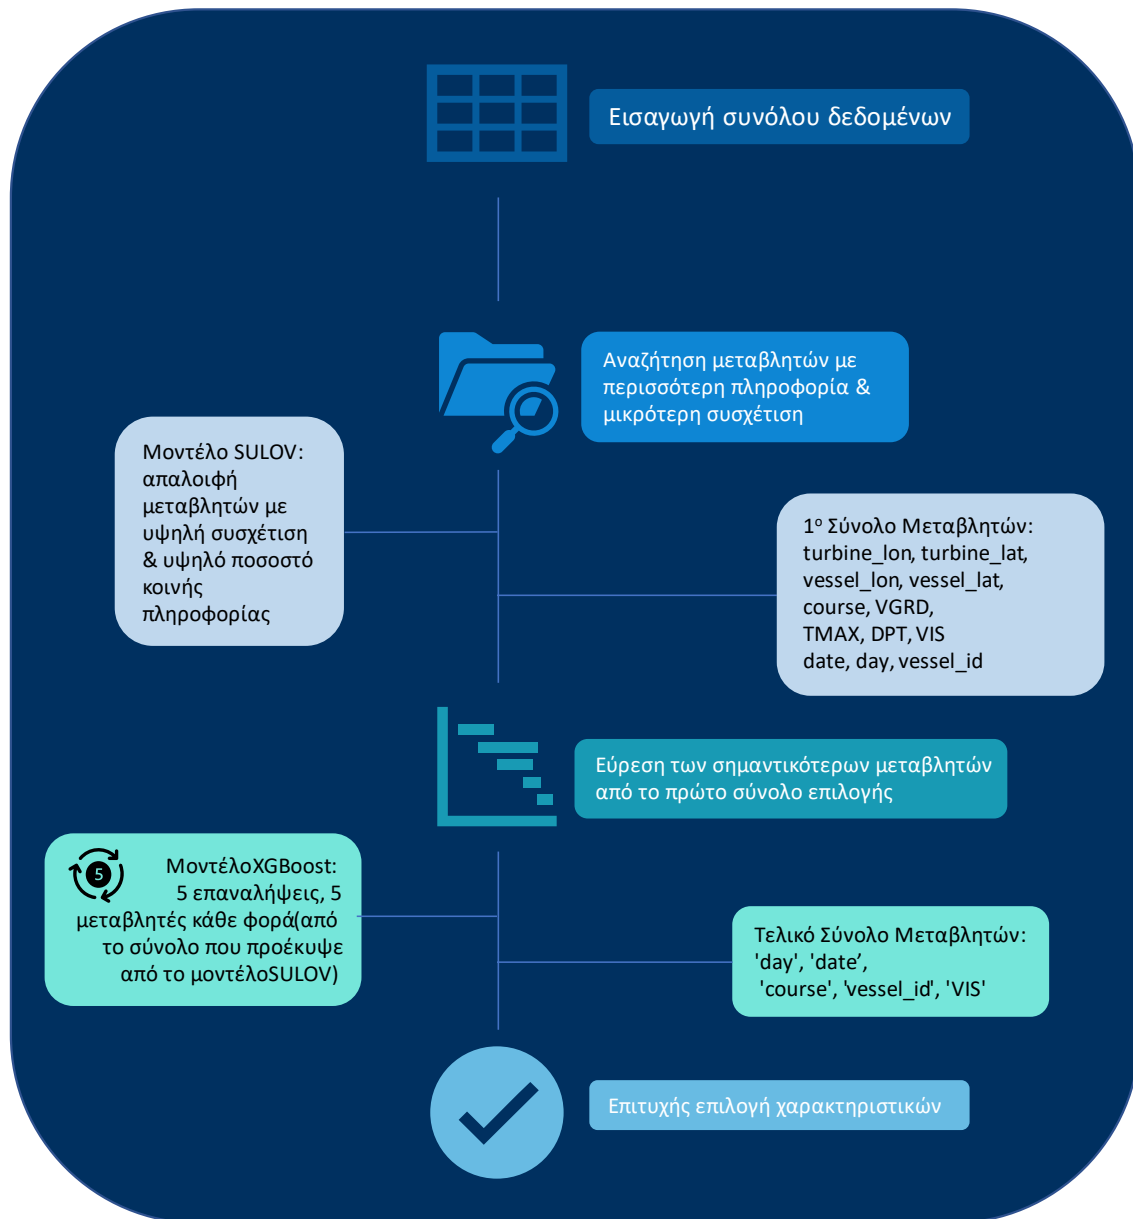 Εισαγωγή συνόλου δεδομένων
Αναζήτηση μεταβλητών με
περισσότερη πληροφορία &
μικρότερη συσχέτιση
Μοντέλο SULOV:
απαλοιφή
μεταβλητών με
υψηλή συσχέτιση
& υψηλό ποσοστό
κοινής
πληροφορίας
1ο Σύνολο Μεταβλητών:
turbine_lon, turbine_lat,
vessel_lon, vessel_lat,
course, VGRD,
TMAX, DPT, VIS
date, day, vessel_id
Εύρεση των σημαντικότερων μεταβλητών
από το πρώτο σύνολο επιλογής
5
ΜοντέλοXGBoost:
5 επαναλήψεις, 5
μεταβλητές κάθε φορά(από
το σύνολο που προέκυψε
από το μοντέλοSULOV)
Τελικό Σύνολο Μεταβλητών:
'day', 'date’,
'course', 'vessel_id', 'VIS'
Επιτυχής επιλογή χαρακτηριστικών